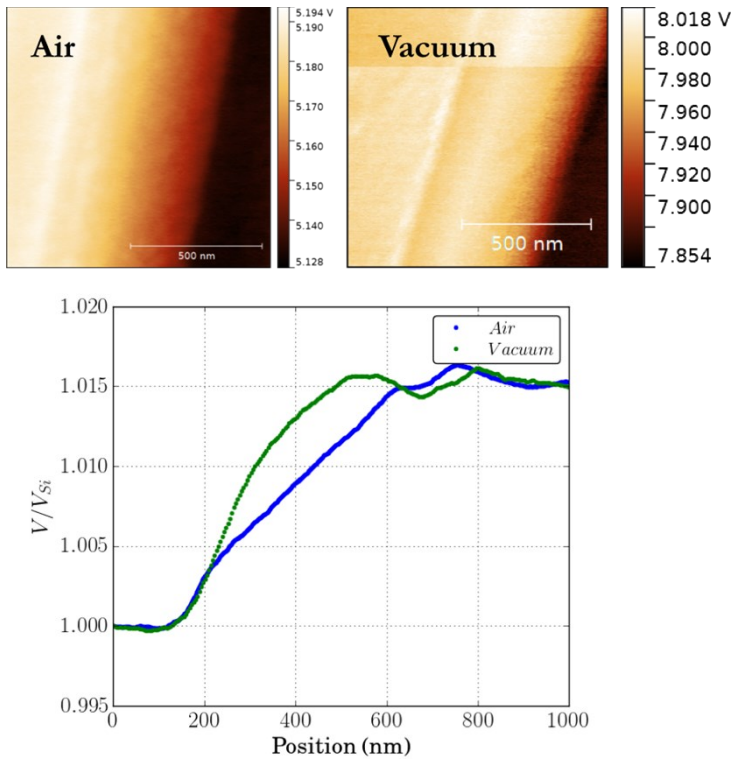 Air
5.194 V
5.190
5.180
5.170
5.160
5.150
5.140
5.128
500 nm
Vacuum
8.018 V
8.000
7.980
7.960
7.940
7.920
7.900
7.854
500 nm
1.020
1.015
1.010
1.005
1.000
0.995
V/V_Si
Air
Vacuum
0
200
400
600
800
1000
Position (nm)